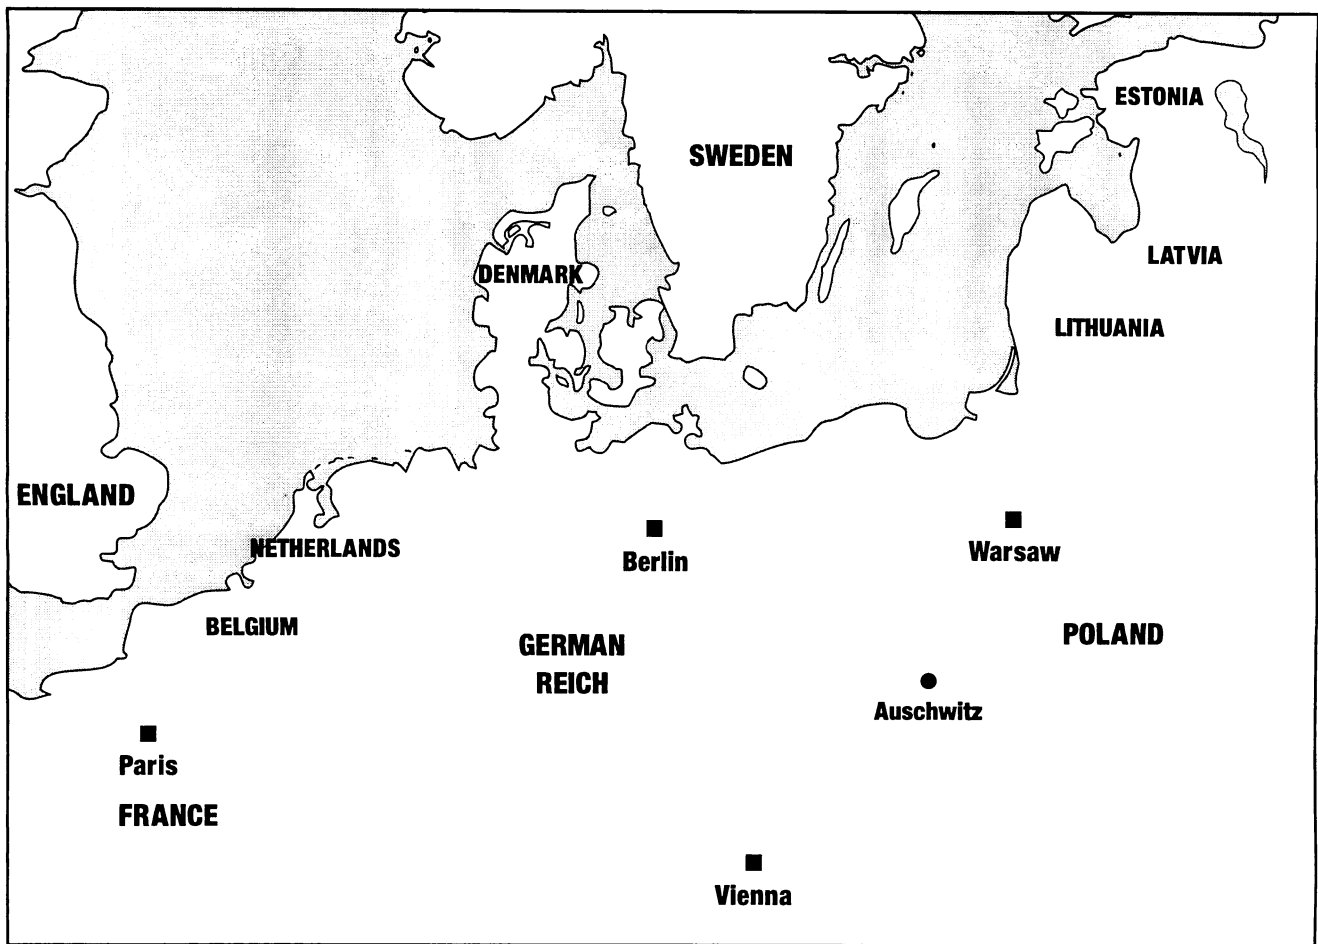 ESTONIA
SWEDEN
LATVIA
DENMARK
LITHUANIA
ENGLAND
NETHERLANDS
Berlin
Warsaw
BELGIUM
GERMAN
REICH
POLAND
Auschwitz
Paris
FRANCE
Vienna